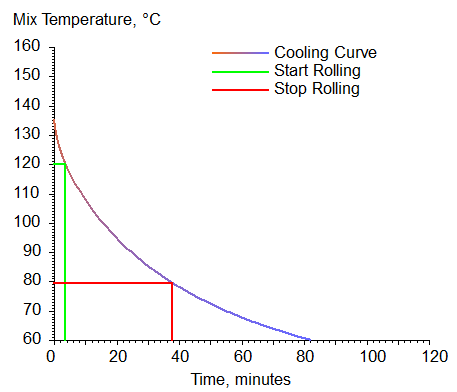 Mix Temperature, °C
160
150
140
130
120
110
100
90
80
70
60
Cooling Curve
Start Rolling
Stop Rolling
0 20 40 60 80 100 120
Time, minutes